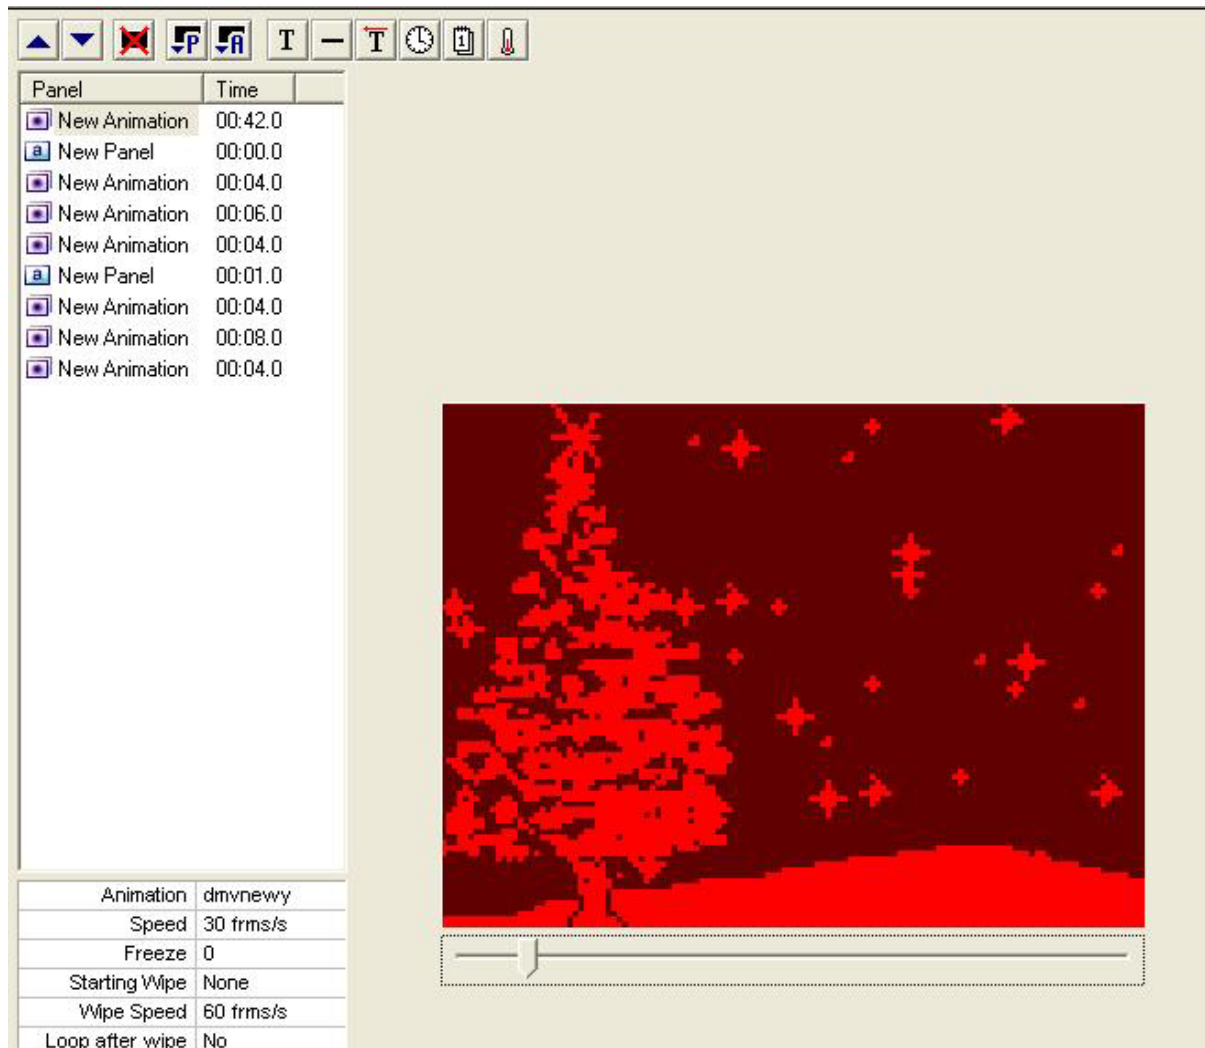 P A T T 1
Panel Time
New Animation 00:42.0
a New Panel 00:00.0
New Animation 00:04.0
New Animation 00:06.0
New Animation 00:04.0
a New Panel 00:01.0
New Animation 00:04.0
New Animation 00:08.0
New Animation 00:04.0
Animation dmvnewy
Speed 30 frms/s
Freeze 0
Starting Wipe None
Wipe Speed 60 frms/s
Loop after wipe No